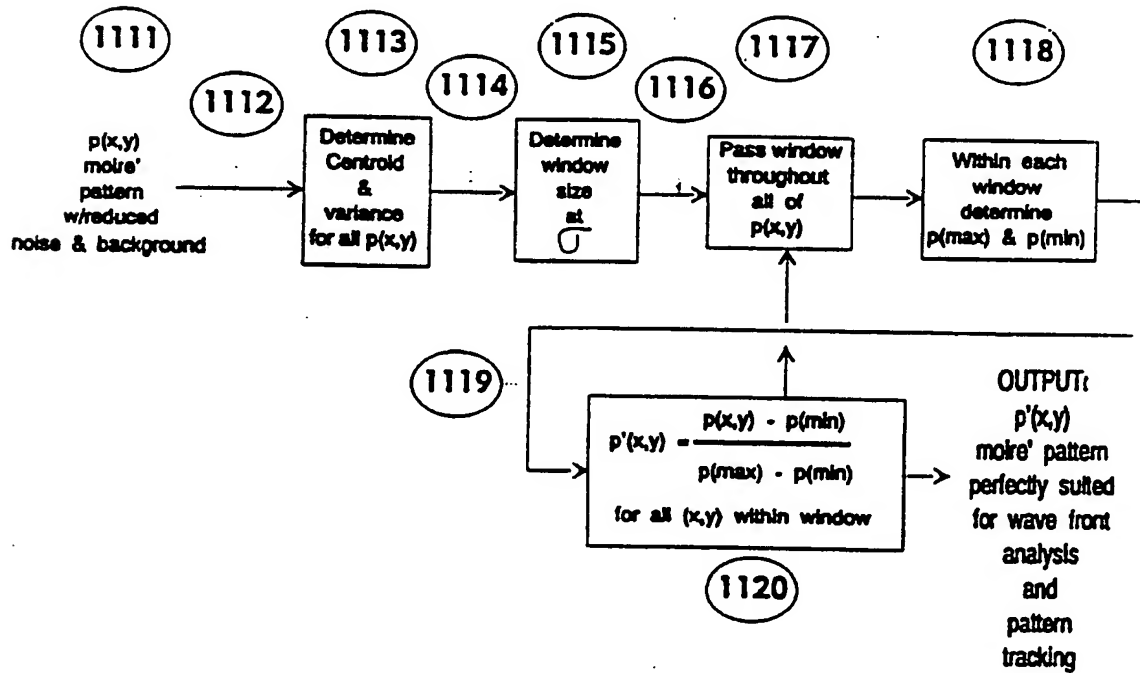 1111
1112
1113
1114
1115
1116
1117
1118
p(x,y)
moire'
pattern
w/reduced
noise & background
Determine
Centroid
&
variance
for all p(x,y)
Determine
window
size
at
σ
Pass window
throughout
all of
p(x,y)
Within each
window
determine
p(max) & p(min)
1119
p'(x,y) = p(x,y) - p(min)
p(max) - p(min)
for all (x,y) within window
1120
OUTPUT:
p'(x,y)
moire' pattern
perfectly suited
for wave front
analysis
and
pattern
tracking